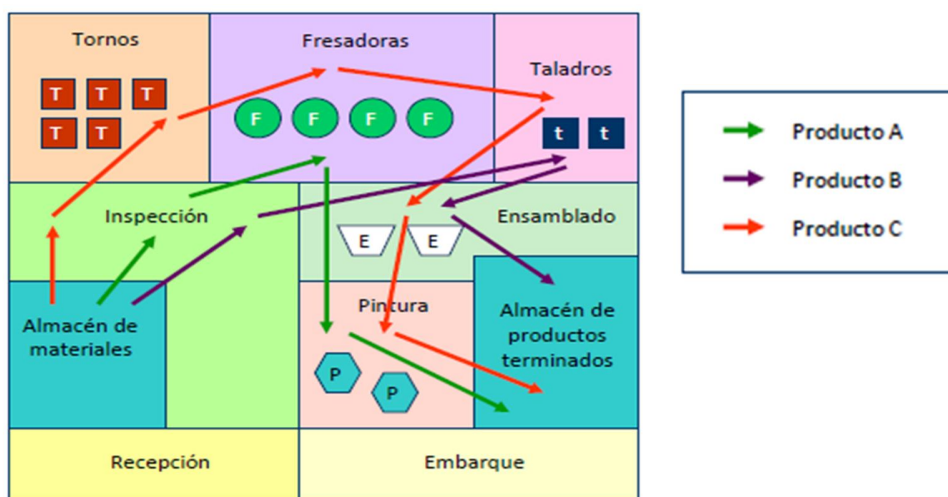 Tornos
Fresadoras
Taladros
T T T
T T
F F F F
t t
Inspección
Ensamblado
E E
Almacén de
materiales
Pintura
P
P
Almacén de
productos
terminados
Recepción
Embarque
Producto A
Producto B
Producto C